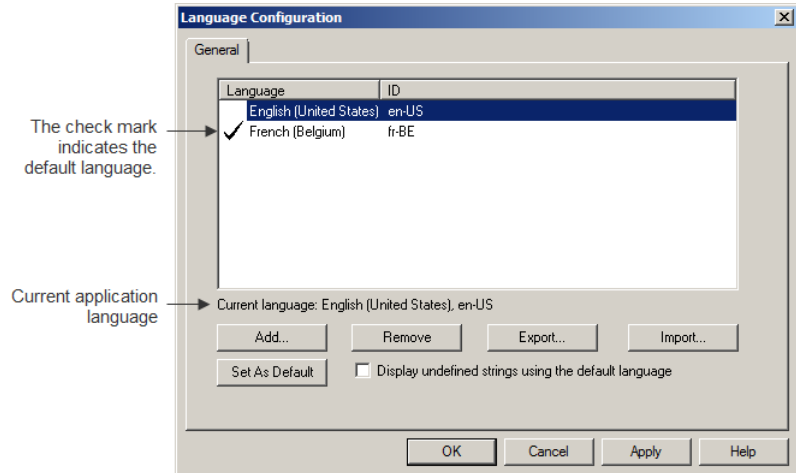 Language Configuration
General
Language ID
English (United States) en-US
French (Belgium) fr-BE
The check mark
indicates the
default language.
Current application
language
Current language: English (United States), en-US
Add... Remove Export... Import...
Set As Default Display undefined strings using the default language
OK Cancel Apply Help